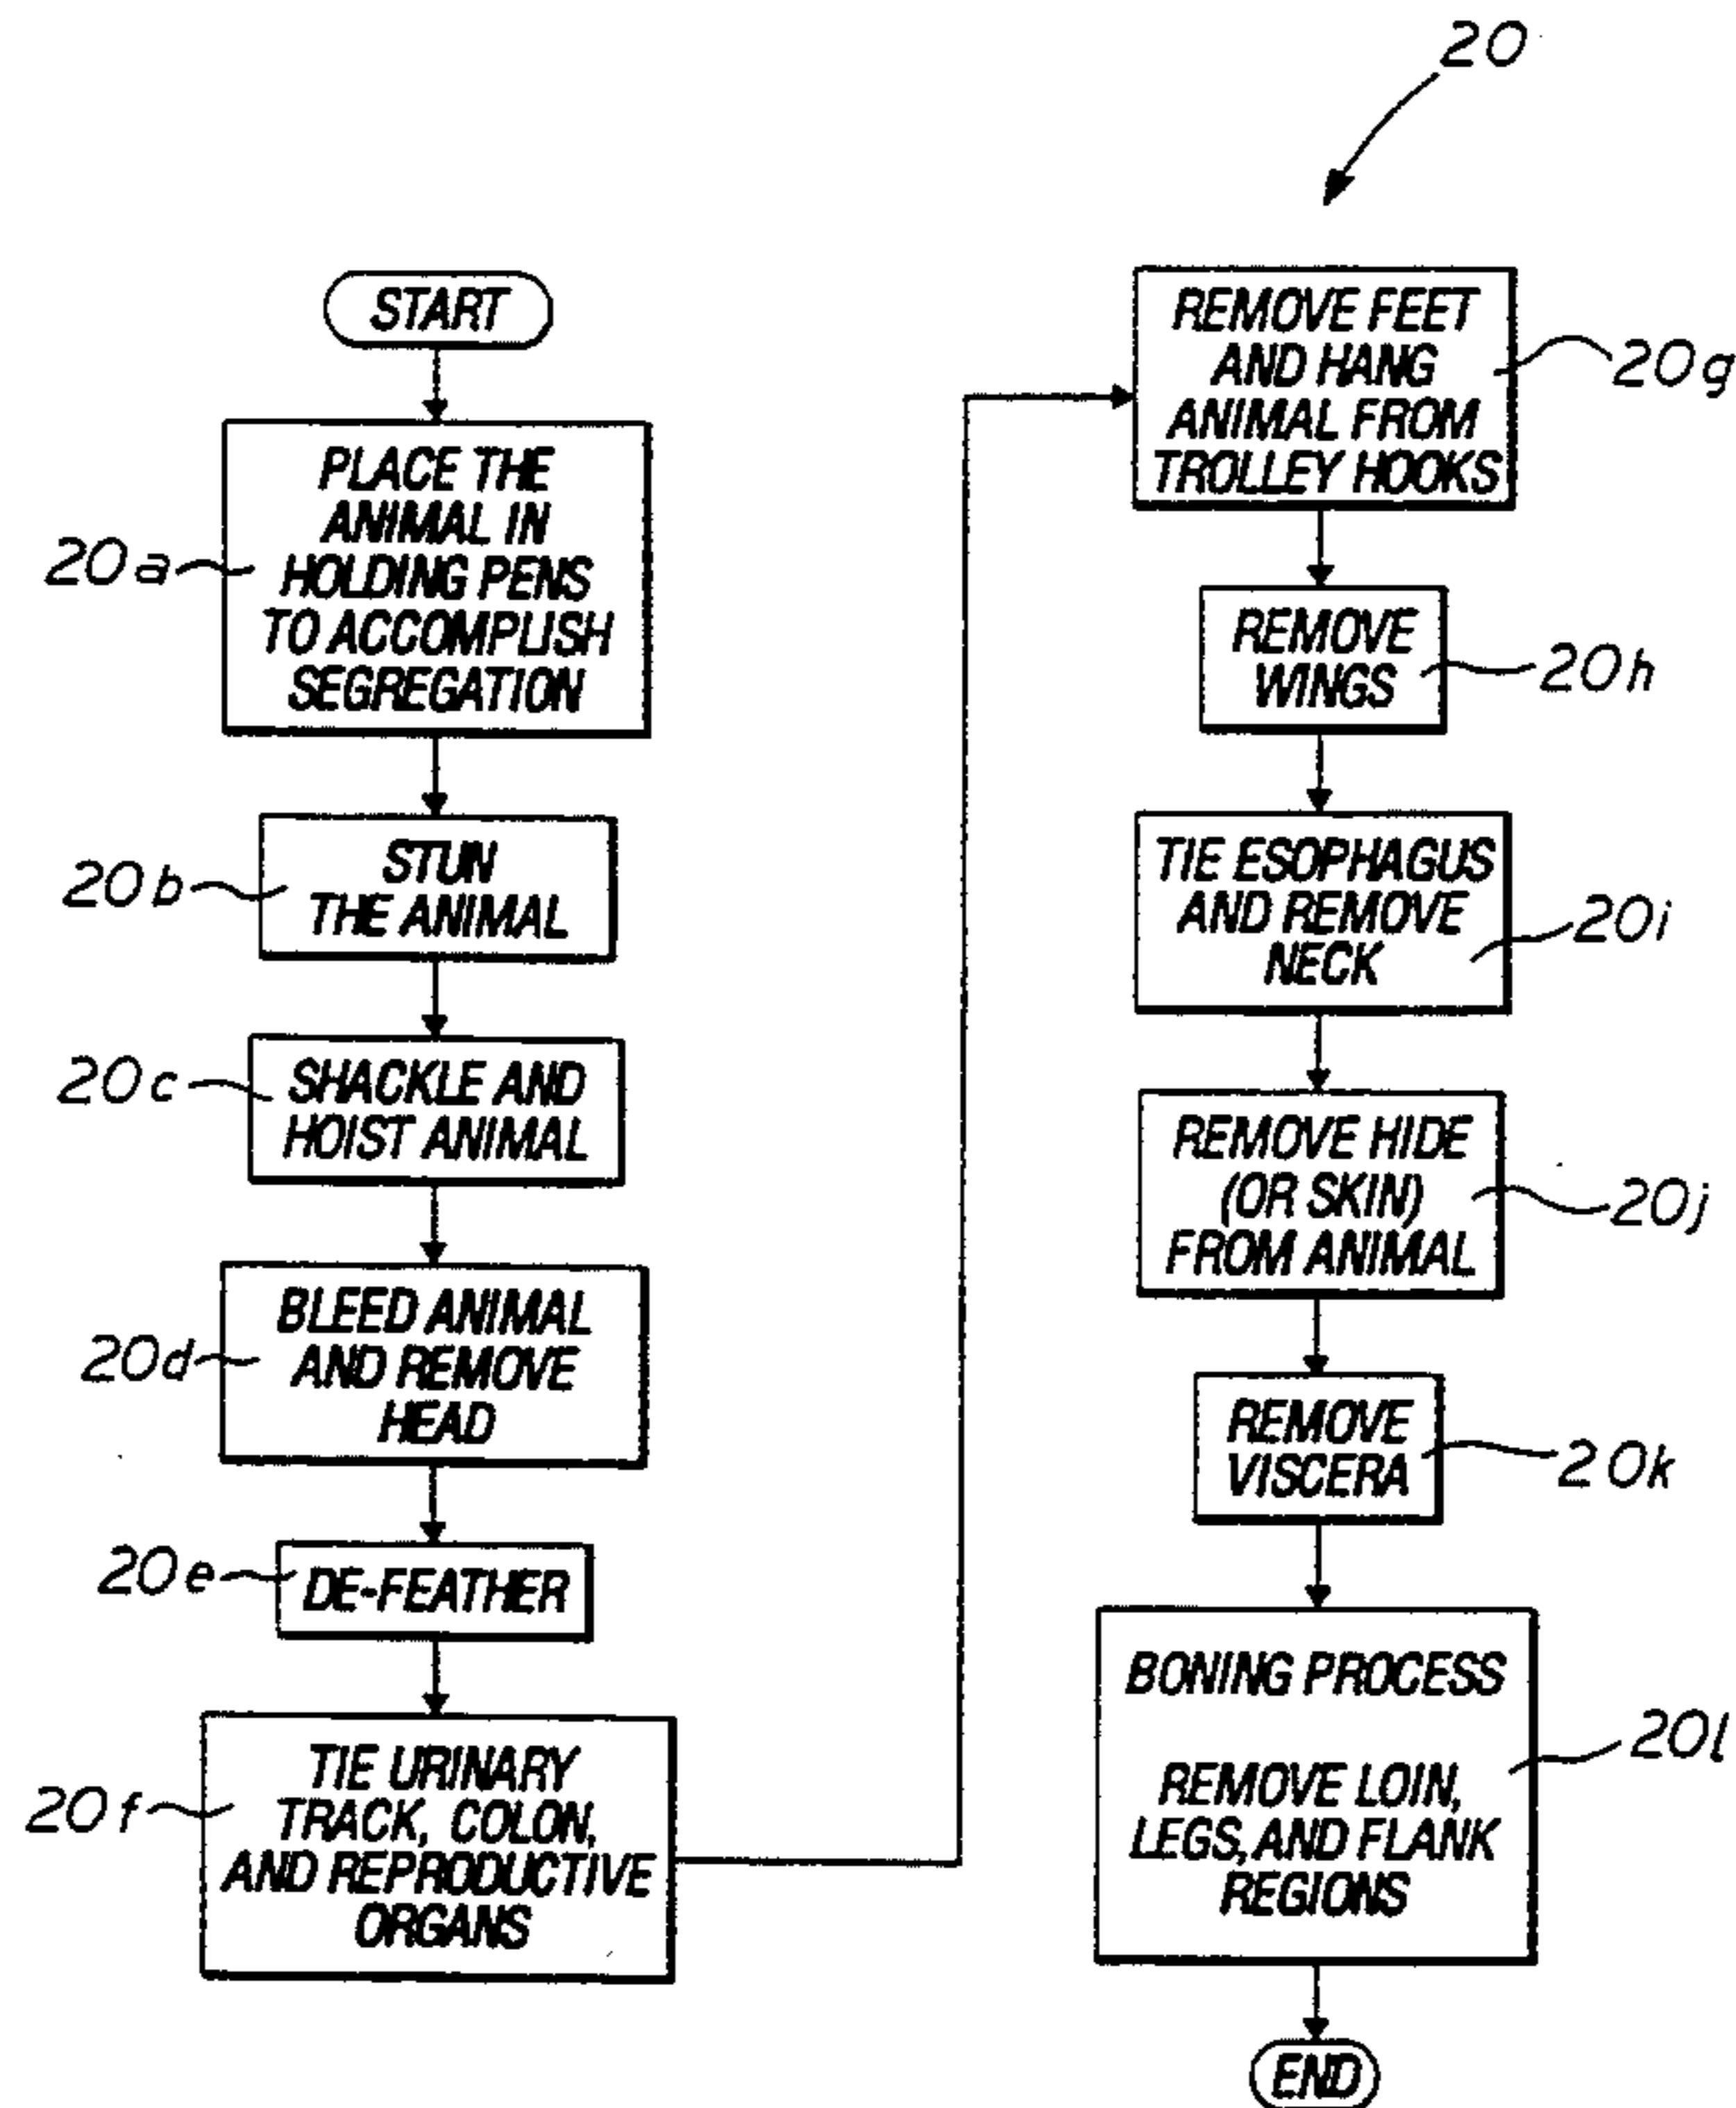 20
START
20a
PLACE THE
ANIMAL IN
HOLDING PENS
TO ACCOMPLISH
SEGREGATION
20b
STUN
THE ANIMAL
20c
SHACKLE AND
HOIST ANIMAL
20d
BLEED ANIMAL
AND REMOVE
HEAD
20e
DE-FEATHER
20f
TIE URINARY
TRACK, COLON,
AND REPRODUCTIVE
ORGANS
REMOVE FEET
AND HANG
ANIMAL FROM
TROLLEY HOOKS
20g
REMOVE
WINGS
20h
TIE ESOPHAGUS
AND REMOVE
NECK
20i
REMOVE HIDE
(OR SKIN)
FROM ANIMAL
20j
REMOVE
VISCERA
20k
BONING PROCESS
REMOVE LOIN,
LEGS, AND FLANK
REGIONS
20l
END